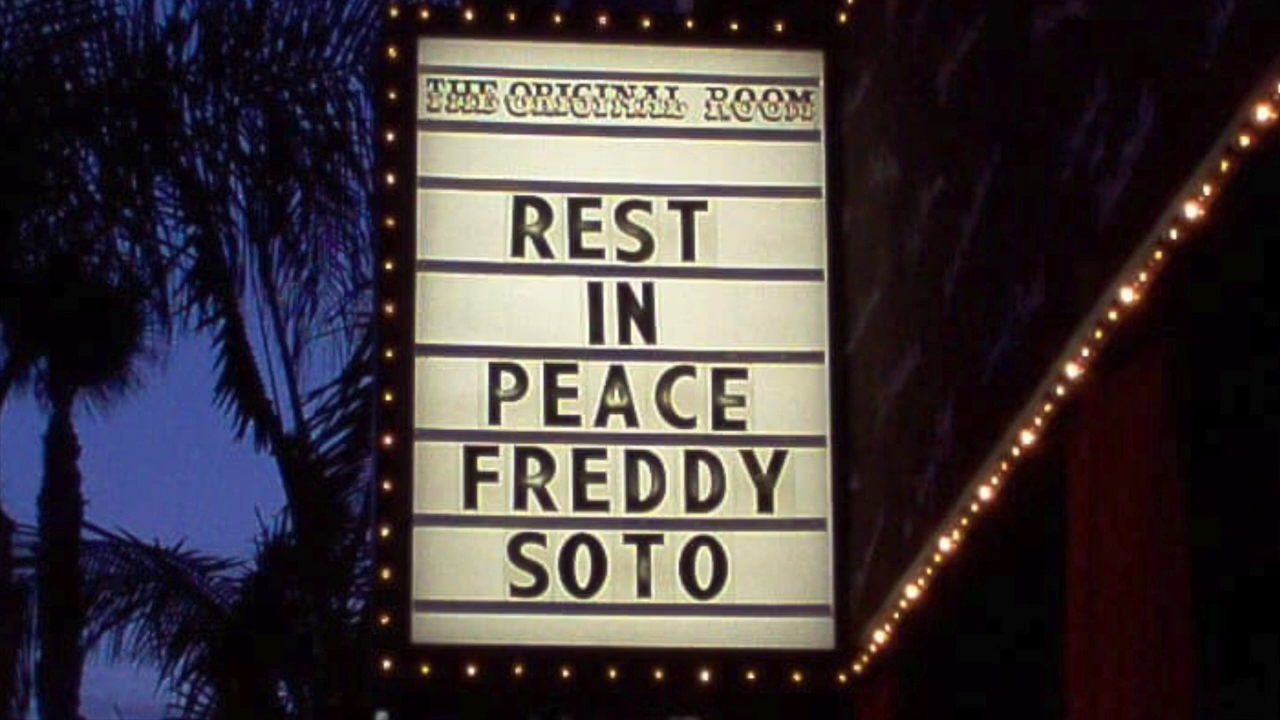 THE ORIGINAL ROOM
REST
IN
PEACE
FREDDY
SOTO